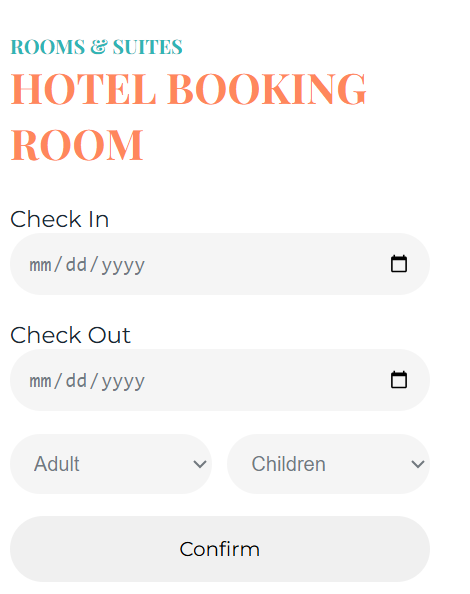 ROOMS & SUITES
HOTEL BOOKING
ROOM
Check In
mm/dd/yyyy
Check Out
mm/dd/yyyy
Adult Children
Confirm